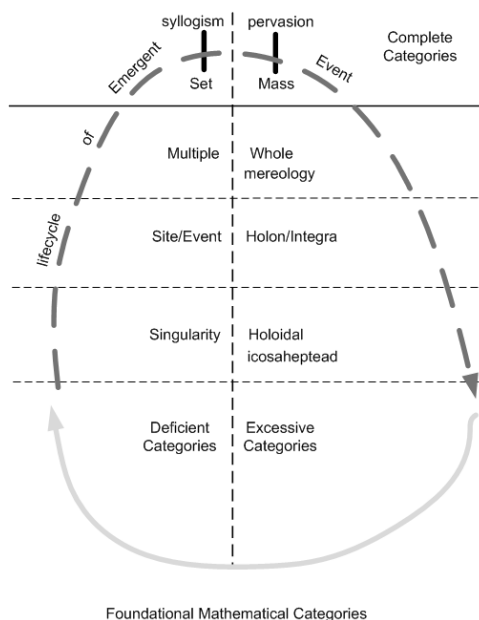 syllogism pervasion
Complete
Categories
lifecycle of Emergent Event
Set Mass
Multiple Whole
mereology
Site/Event Holon/Integra
Singularity Holoidal
icosaheptead
Deficient
Categories
Excessive
Categories
Foundational Mathematical Categories